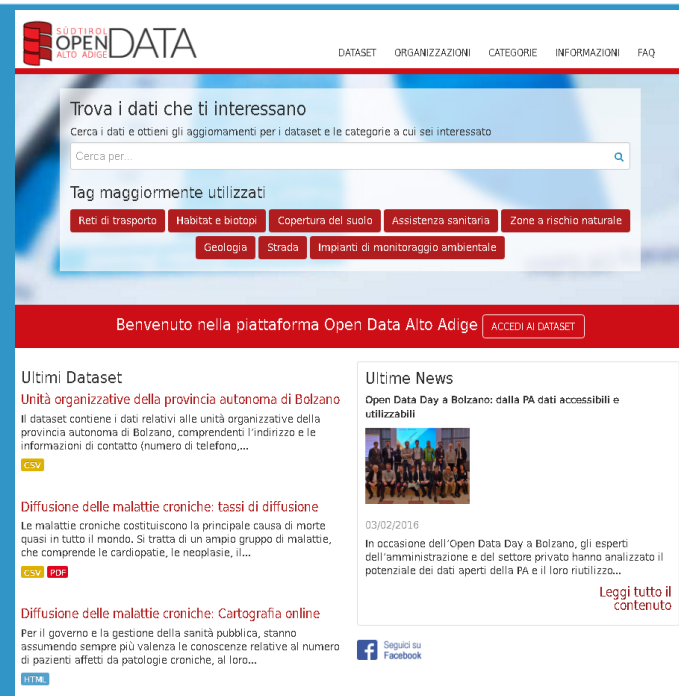 SÜDTIROL
OPEN DATA
ALTO ADIGE
DATASET ORGANIZZAZIONI CATEGORIE INFORMAZIONI FAQ
Trova i dati che ti interessano
Cerca i dati e ottieni gli aggiornamenti per i dataset e le categorie a cui sei interessato
Cerca per...
Tag maggiormente utilizzati
Reti di trasporto Habitat e biotopi Copertura del suolo Assistenza sanitaria Zone a rischio naturale
Geologia Strada Impianti di monitoraggio ambientale
Benvenuto nella piattaforma Open Data Alto Adige ACCEDI AI DATASET
Ultimi Dataset
Unità organizzative della provincia autonoma di Bolzano
Il dataset contiene i dati relativi alle unità organizzative della
provincia autonoma di Bolzano, comprendenti l'indirizzo e le
informazioni di contatto (numero di telefono,...
CSV
Diffusione delle malattie croniche: tassi di diffusione
Le malattie croniche costituiscono la principale causa di morte
quasi in tutto il mondo. Si tratta di un ampio gruppo di malattie,
che comprende le cardiopatie, le neoplasie, il...
CSV PDF
Diffusione delle malattie croniche: Cartografia online
Per il governo e la gestione della sanità pubblica, stanno
assumendo sempre più valenza le conoscenze relative al numero
di pazienti affetti da patologie croniche, al loro...
HTML
Ultime News
Open Data Day a Bolzano: dalla PA dati accessibili e
utilizzabili
03/02/2016
In occasione dell'Open Data Day a Bolzano, gli esperti
dell'amministrazione e del settore privato hanno analizzato il
potenziale dei dati aperti della PA e il loro riutilizzo...
Leggi tutto il
contenuto
Seguici su
Facebook